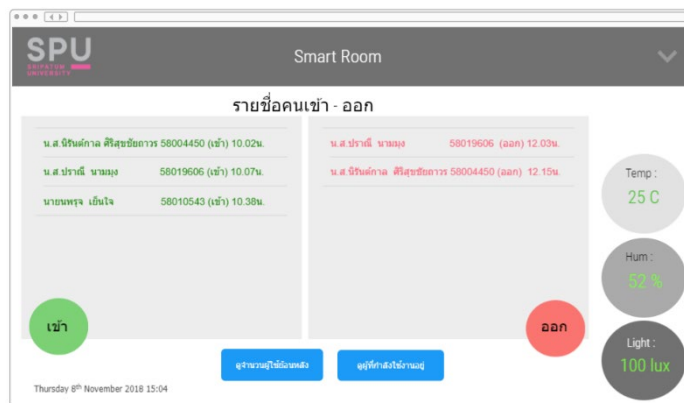 SPU
SRIPATUM
UNIVERSITY
Smart Room
รายชื่อคนเข้า - ออก
น.ส.นิรันด์กาล ศิริสุขชัยถาวร 58004450 (เข้า) 10.02น.
น.ส.ปราณี นามมุง 58019606 (เข้า) 10.07น.
นายนพรุจ เย็นใจ 58010543 (เข้า) 10.38น.
น.ส.ปราณี นามมุง 58019606 (ออก) 12.03น.
น.ส.นิรันด์กาล ศิริสุขชัยถาวร 58004450 (ออก) 12.15น.
Temp :
25 C
Hum :
52 %
Light :
100 lux
เข้า
ออก
ดูจำนวนผู้ใช้ย้อนหลัง
ดูผู้ที่กำลังใช้งานอยู่
Thursday 8th November 2018 15:04